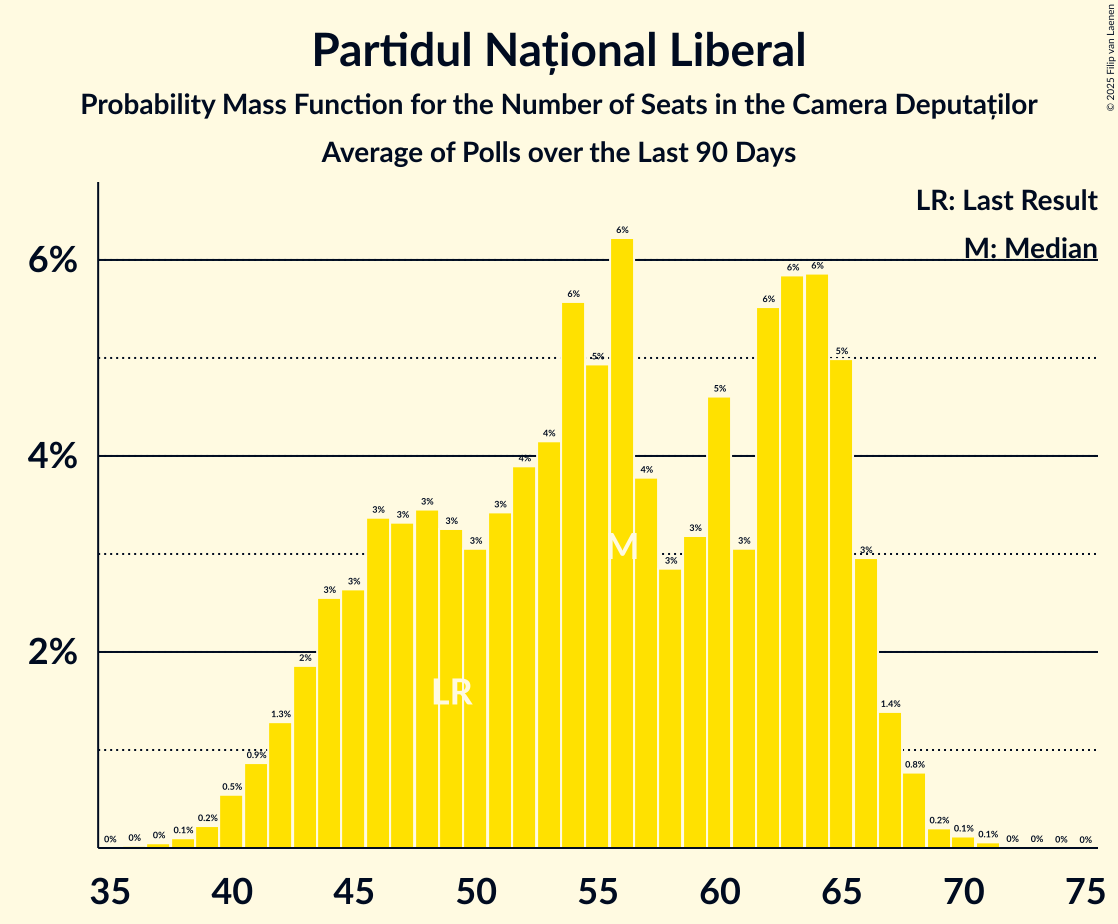 Partidul Național Liberal
Probability Mass Function for the Number of Seats in the Camera Deputaților
Average of Polls over the Last 90 Days
© 2025 Filip van Laenen
LR: Last Result
M: Median
6%
4%
2%
0% 0% 0% 0.1% 0.2% 0.5% 0.9% 1.3% 2% 3% 3% 3% 3% 3% 3% 3% 3% 4% 4% 6% 5% 6% 4% 3% 3% 5% 3% 6% 6% 6% 5% 3% 1.4% 0.8% 0.2% 0.1% 0.1% 0% 0% 0% 0%
M
LR
35 40 45 50 55 60 65 70 75